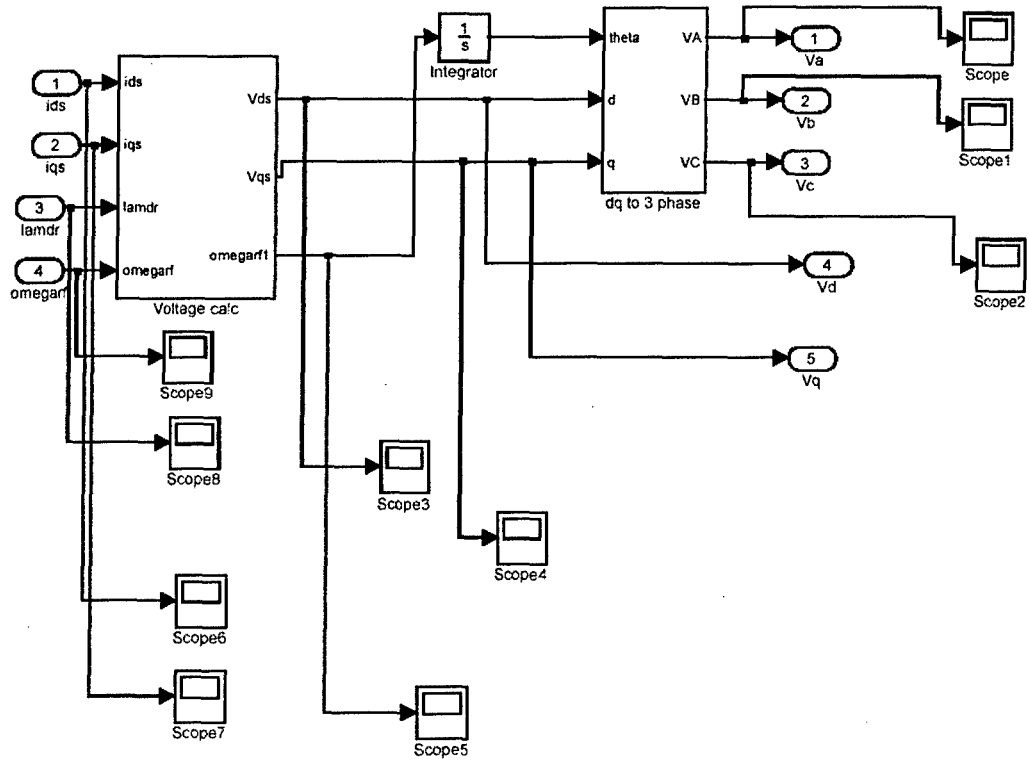 1
ids
2
iqs
3
lamdr
4
omegarf
ids
iqs
lamdr
omegarf
Vds
Vqs
omegarf1
Voltage calc
1
s
Integrator
theta
d
q
VA
VB
VC
dq to 3 phase
1
Va
2
Vb
3
Vc
4
Vd
5
Vq
Scope
Scope1
Scope2
Scope9
Scope8
Scope3
Scope4
Scope6
Scope7
Scope5